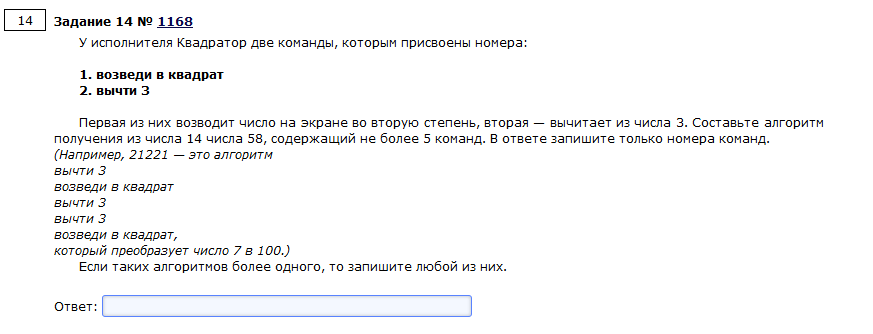 14
Задание 14 № 1168
У исполнителя Квадратор две команды, которым присвоены номера:
1. возведи в квадрат
2. вычти 3
Первая из них возводит число на экране во вторую степень, вторая — вычитает из числа 3. Составьте алгоритм
получения из числа 14 числа 58, содержащий не более 5 команд. В ответе запишите только номера команд.
(Например, 21221 — это алгоритм
вычти 3
возведи в квадрат
вычти 3
вычти 3
возведи в квадрат,
который преобразует число 7 в 100.)
Если таких алгоритмов более одного, то запишите любой из них.
Ответ: